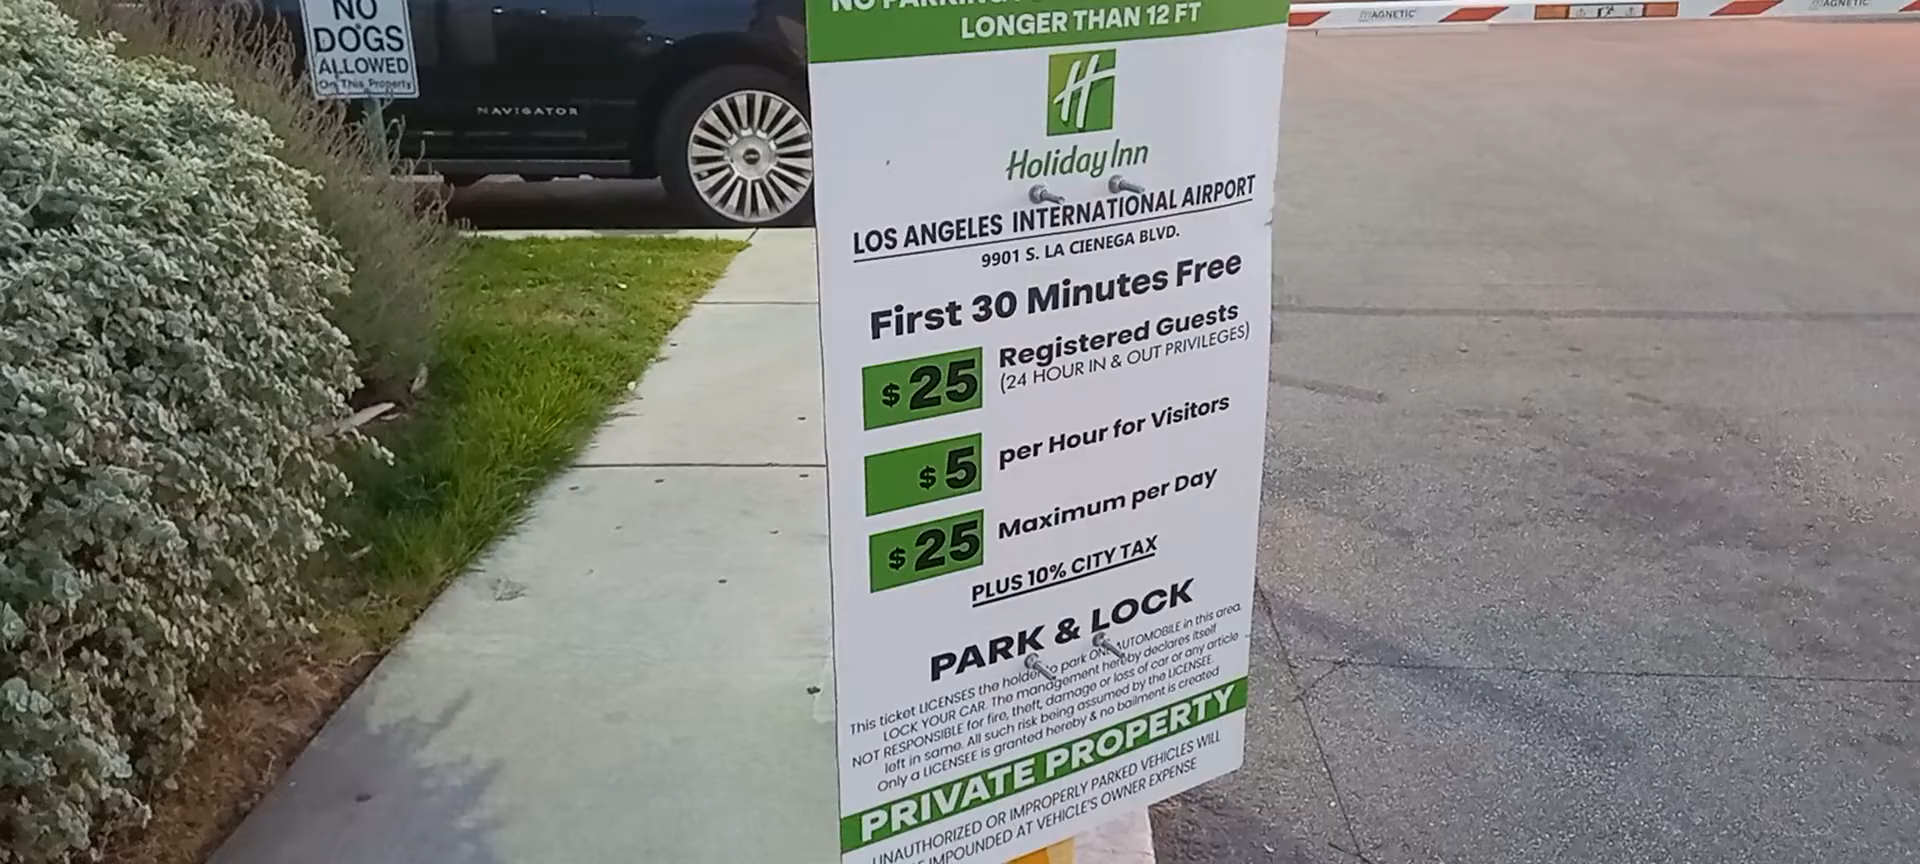 NO DOGS
ALLOWED
On This Property
NAVIGATOR
MAGNETIC
MAGNETIC
NO PARKING
LONGER THAN 12 FT
H
Holiday Inn
LOS ANGELES INTERNATIONAL AIRPORT
9901 S. LA CIENEGA BLVD.
First 30 Minutes Free
$25 Registered Guests
(24 HOUR IN & OUT PRIVILEGES)
$5 per Hour for Visitors
$25 Maximum per Day
PLUS 10% CITY TAX
PARK & LOCK
This ticket LICENSES the holder to park ONE AUTOMOBILE in this area.
LOCK YOUR CAR. The management hereby declares itself
NOT RESPONSIBLE for fire, theft, damage or loss of car or any article
left in same. All such risk being assumed by the LICENSEE.
Only a LICENSEE is granted hereby & no bailment is created
PRIVATE PROPERTY
UNAUTHORIZED OR IMPROPERLY PARKED VEHICLES WILL
IMPOUNDED AT VEHICLE'S OWNER EXPENSE